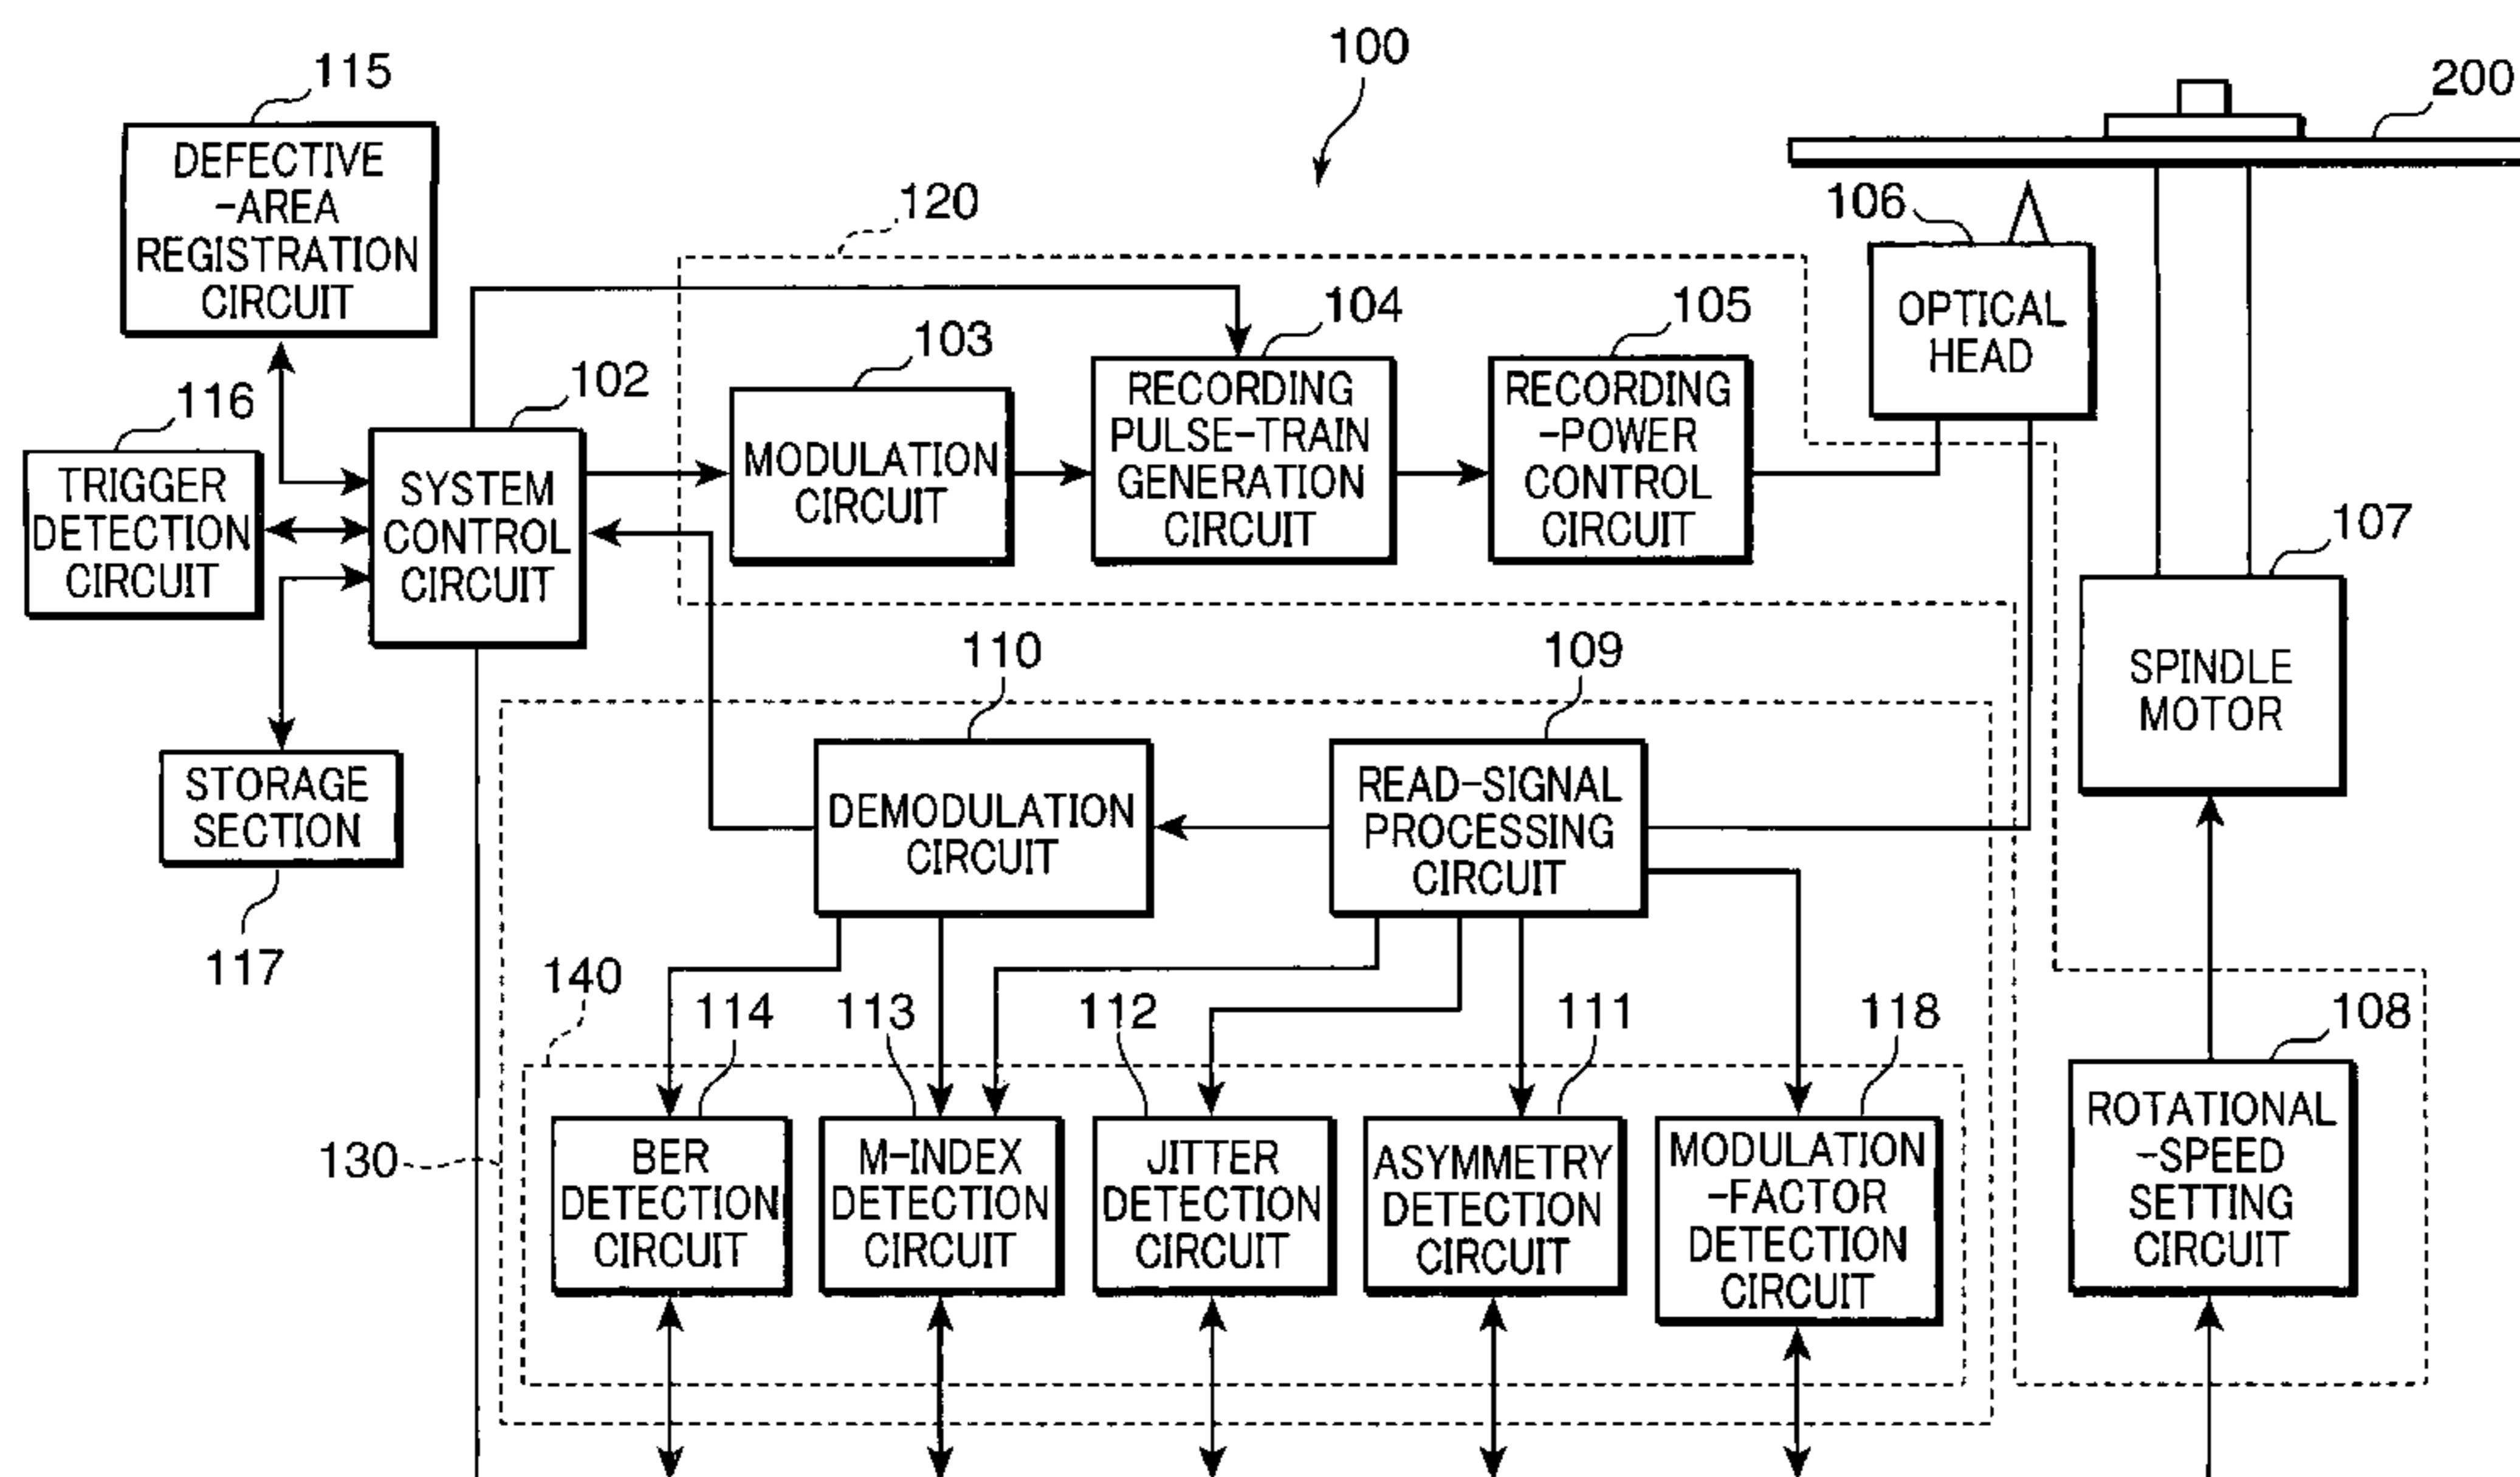 100
115
200
DEFECTIVE
-AREA
REGISTRATION
CIRCUIT
120
106
OPTICAL
HEAD
104
105
103
102
116
RECORDING
PULSE-TRAIN
GENERATION
CIRCUIT
RECORDING
-POWER
CONTROL
CIRCUIT
MODULATION
CIRCUIT
SYSTEM
CONTROL
CIRCUIT
TRIGGER
DETECTION
CIRCUIT
107
SPINDLE
MOTOR
110
109
STORAGE
SECTION
117
DEMODULATION
CIRCUIT
READ-SIGNAL
PROCESSING
CIRCUIT
140
114
113
112
111
118
108
130
BER
DETECTION
CIRCUIT
M-INDEX
DETECTION
CIRCUIT
JITTER
DETECTION
CIRCUIT
ASYMMETRY
DETECTION
CIRCUIT
MODULATION
-FACTOR
DETECTION
CIRCUIT
ROTATIONAL
-SPEED
SETTING
CIRCUIT